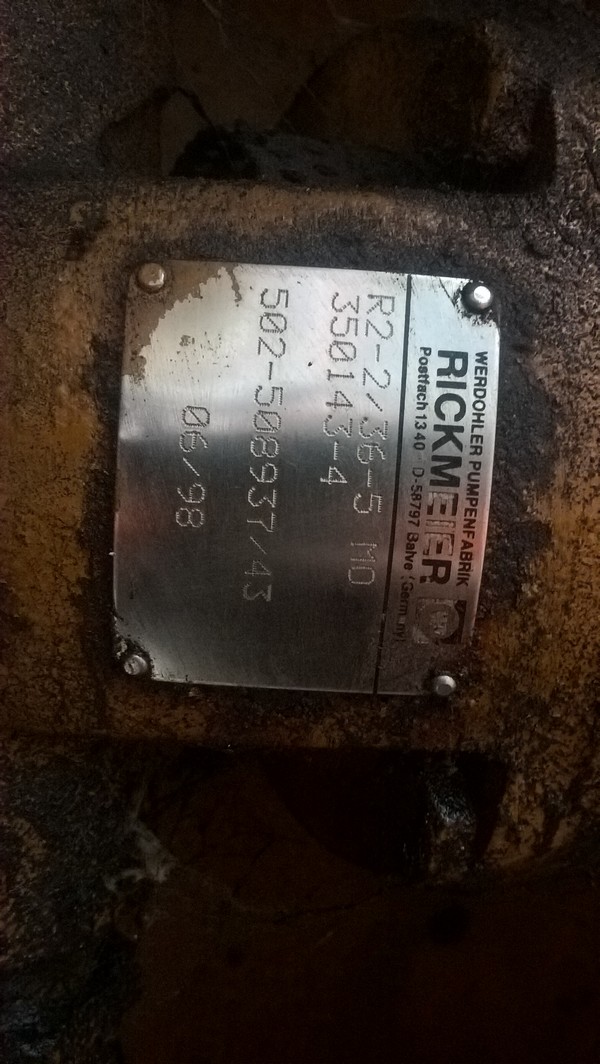 WERDOHLER PUMPENFABRIK
RICKMEIER
Postfach 1340 D-58797 Balve (Germany)
R2-2/36-5 MO
350143-4
502-508937/43
06/98